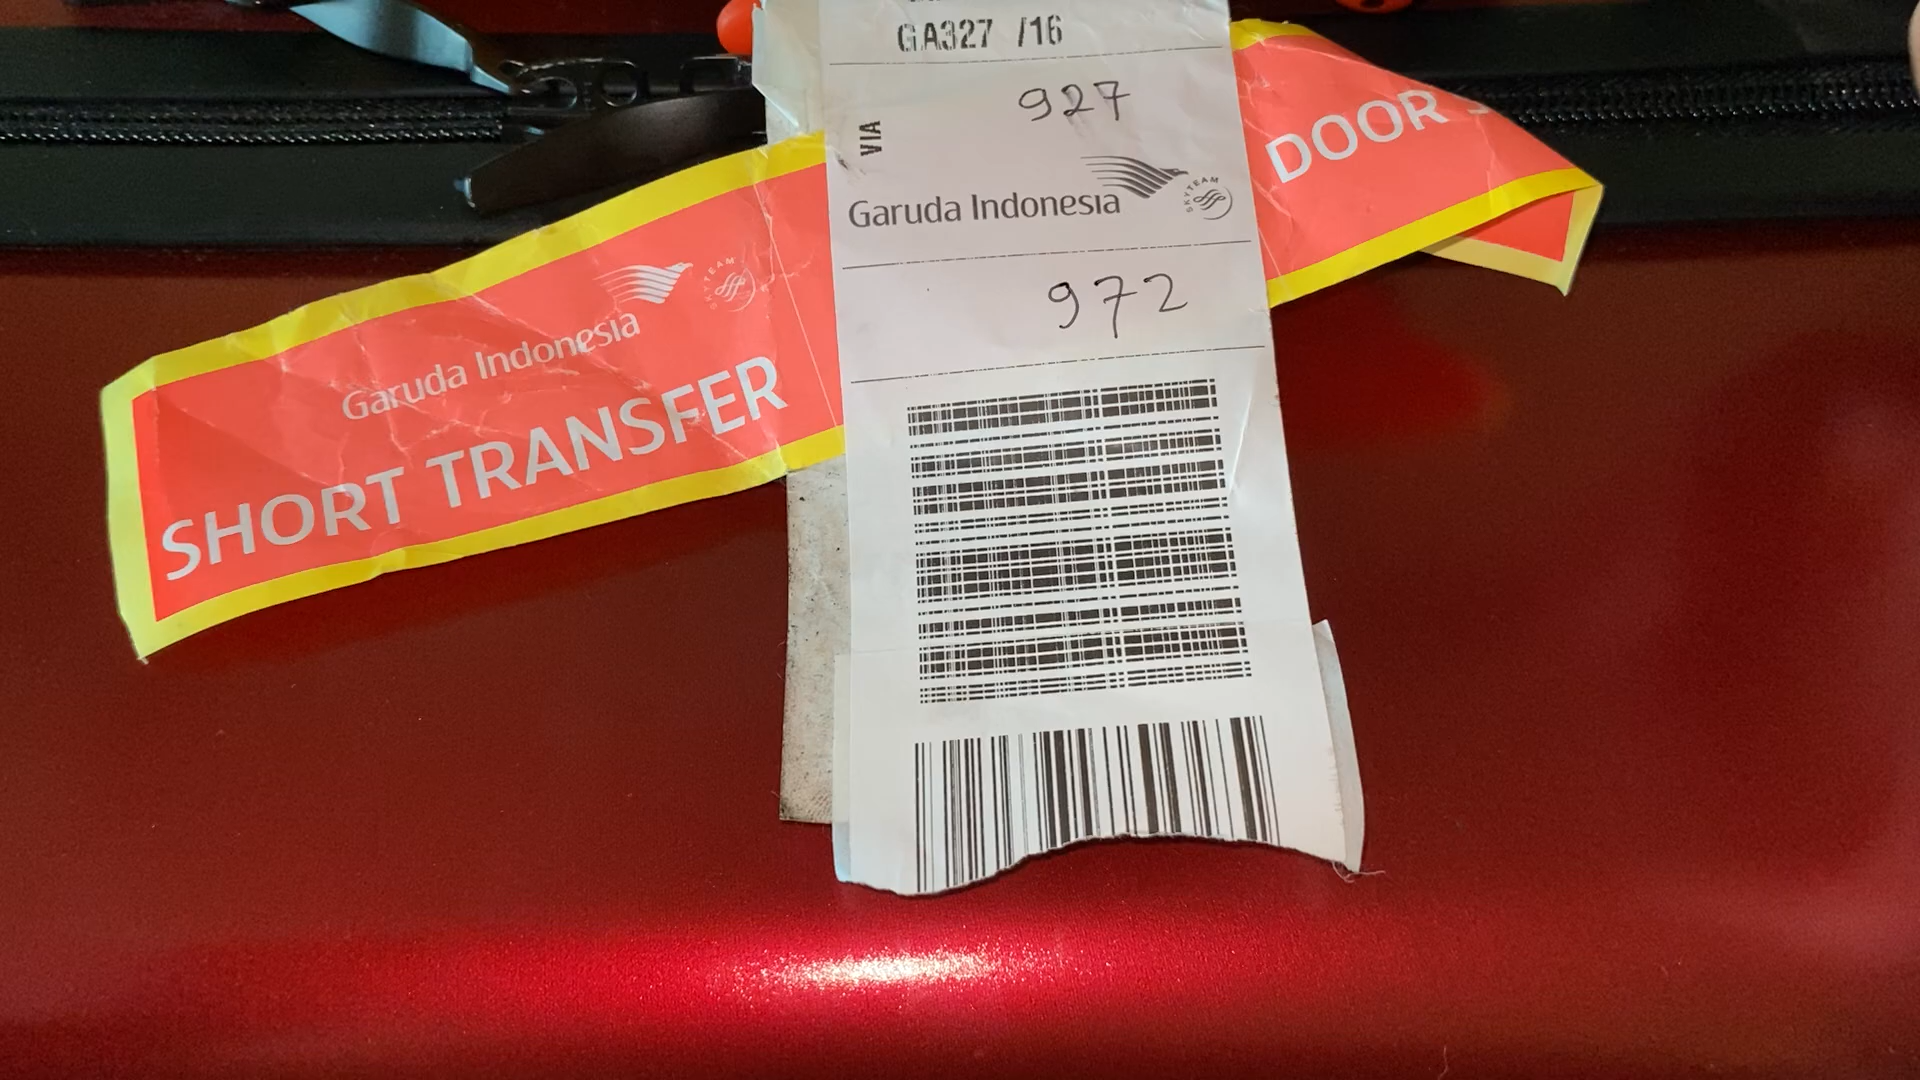 GA327 /16
927
VIA
Garuda Indonesia
SKYTEAM
972
Garuda Indonesia
SKYTEAM
SHORT TRANSFER
DOOR